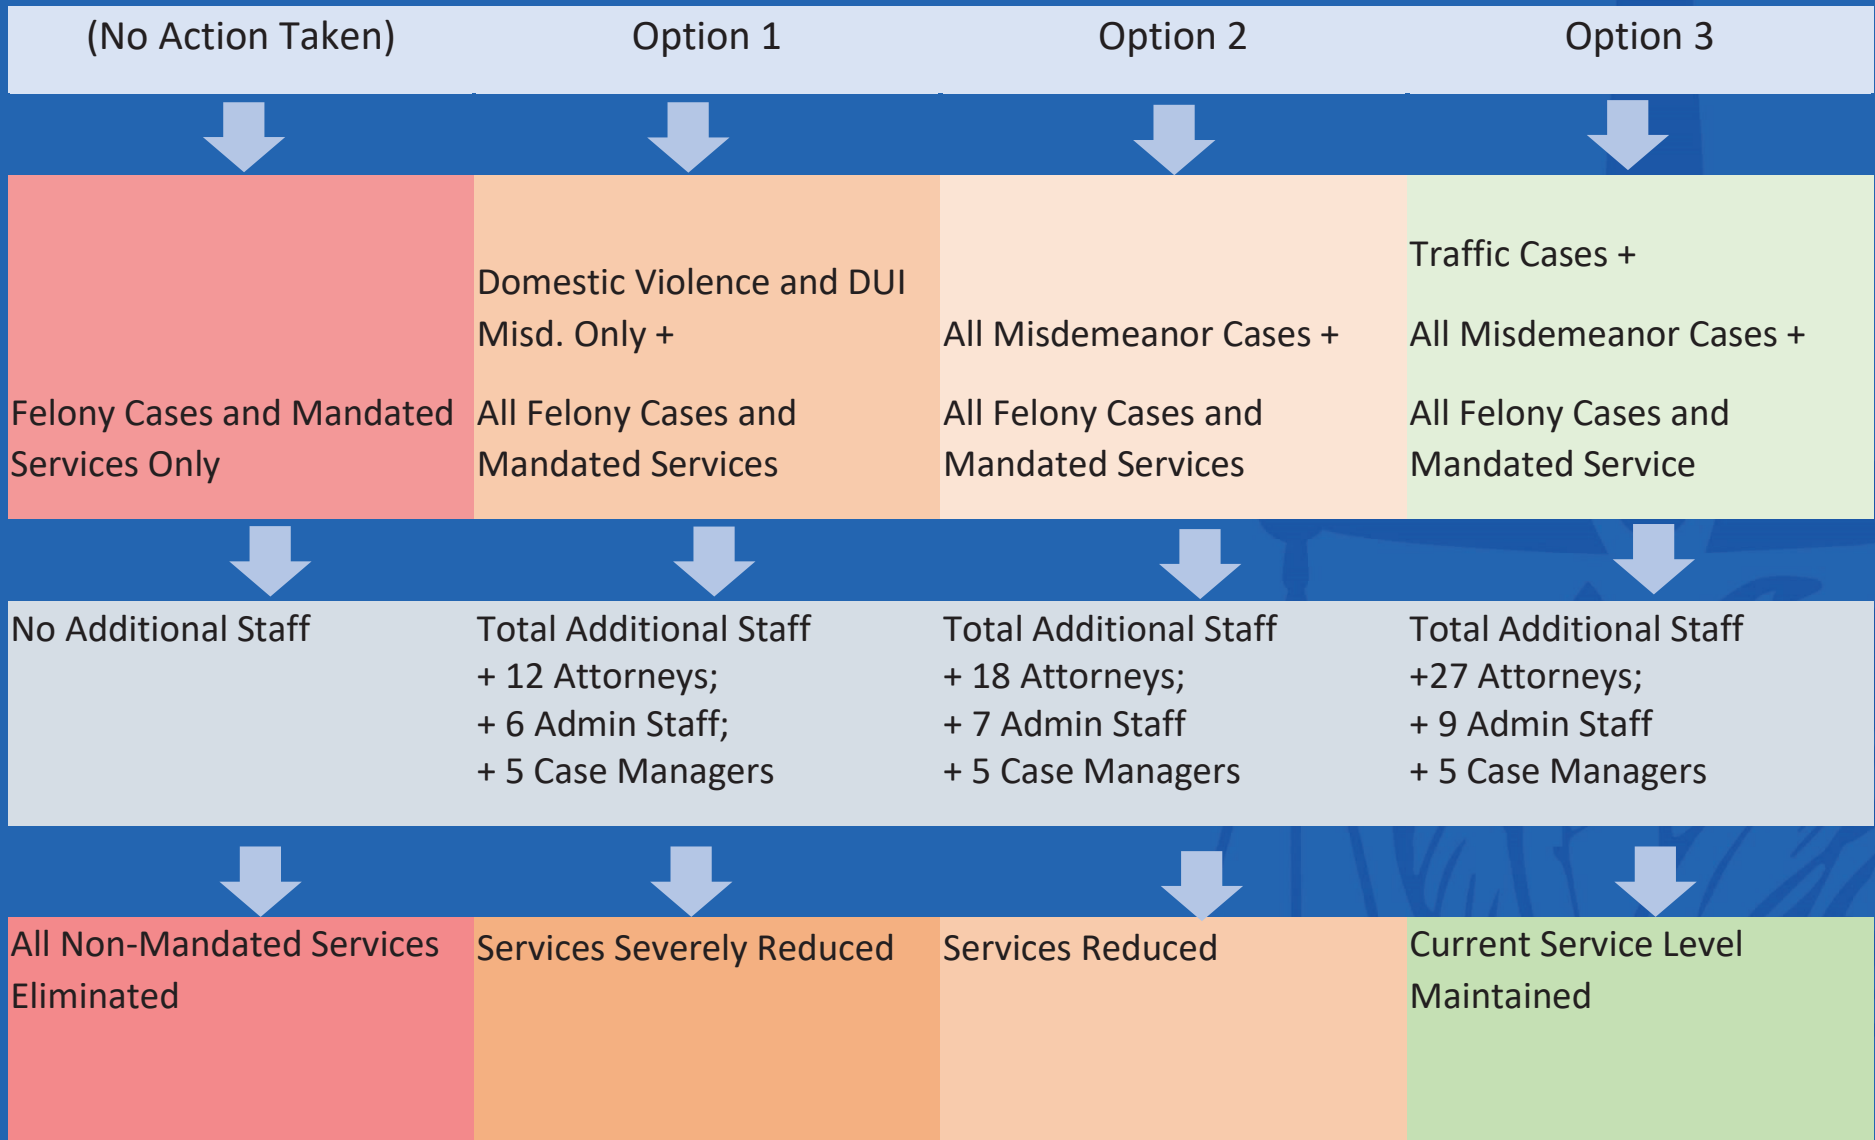 (No Action Taken)
Option 1
Option 2
Option 3
Felony Cases and Mandated
Services Only
Domestic Violence and DUI
Misd. Only +
All Felony Cases and
Mandated Services
All Misdemeanor Cases +
All Felony Cases and
Mandated Services
Traffic Cases +
All Misdemeanor Cases +
All Felony Cases and
Mandated Service
No Additional Staff
Total Additional Staff
+ 12 Attorneys;
+ 6 Admin Staff;
+ 5 Case Managers
Total Additional Staff
+ 18 Attorneys;
+ 7 Admin Staff
+ 5 Case Managers
Total Additional Staff
+27 Attorneys;
+ 9 Admin Staff
+ 5 Case Managers
All Non-Mandated Services
Eliminated
Services Severely Reduced
Services Reduced
Current Service Level
Maintained